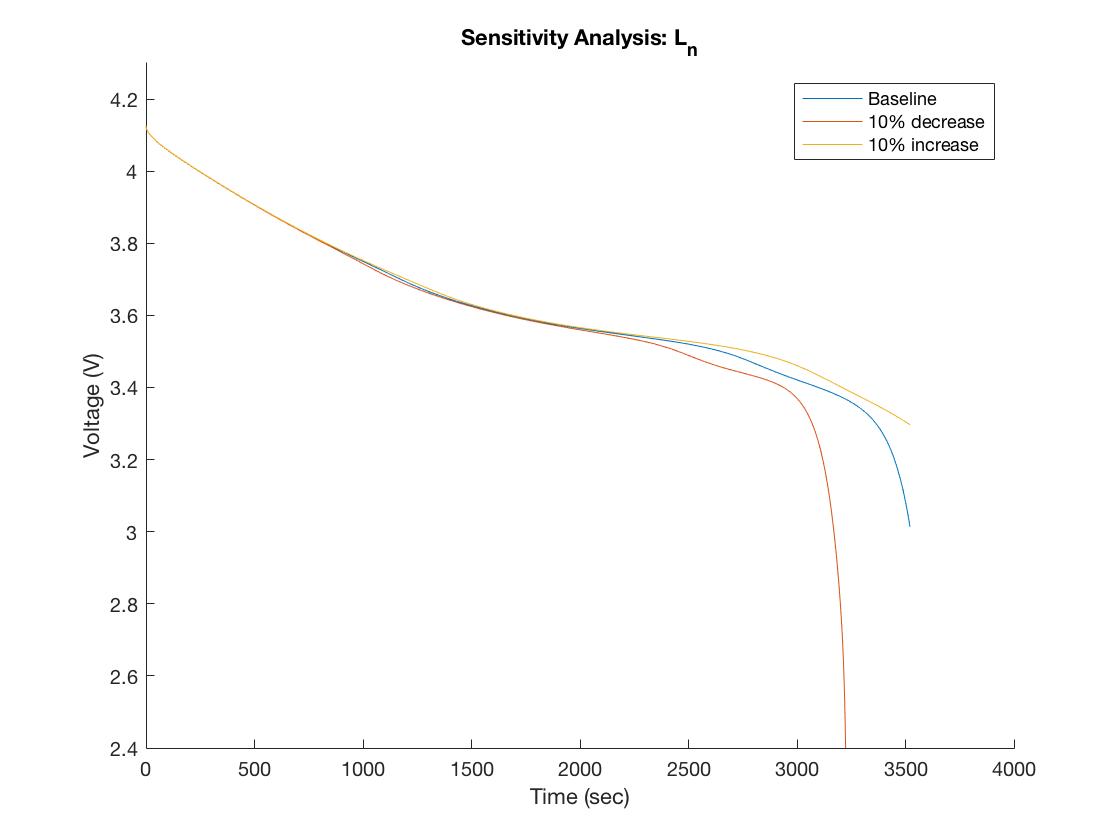 Sensitivity Analysis: Ln
Baseline
10% decrease
10% increase
4.2
4
3.8
3.6
3.4
3.2
3
2.8
2.6
2.4
Voltage (V)
0 500 1000 1500 2000 2500 3000 3500 4000
Time (sec)